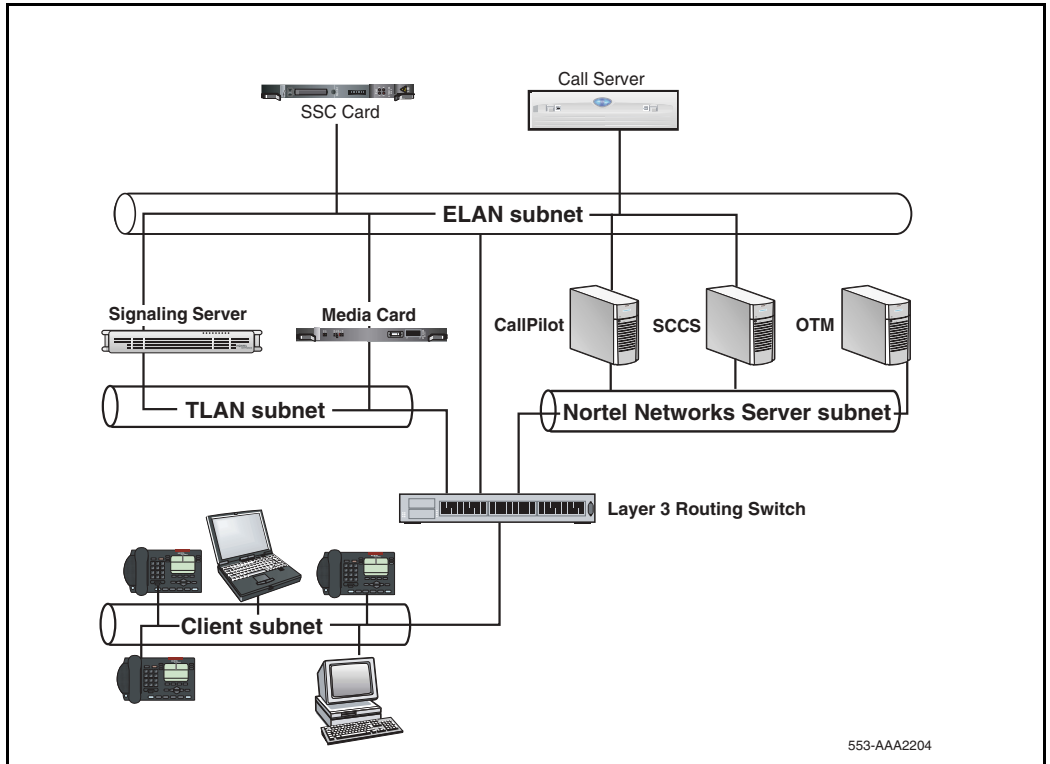 SSC Card
Call Server
ELAN subnet
Signaling Server
Media Card
CallPilot
SCCS
OTM
TLAN subnet
Nortel Networks Server subnet
Layer 3 Routing Switch
Client subnet
553-AAA2204